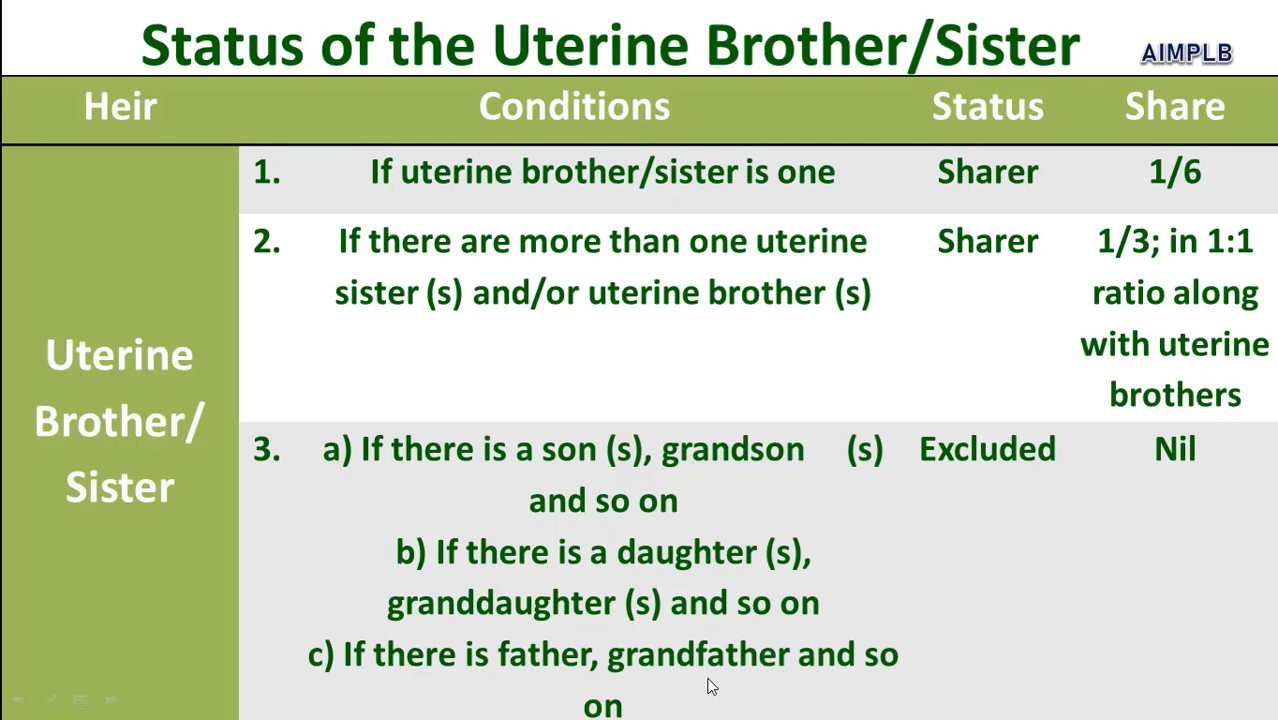 Status of the Uterine Brother/Sister
AIMPLB
Heir Conditions Status Share
Uterine
Brother/
Sister
1. If uterine brother/sister is one Sharer 1/6
2. If there are more than one uterine Sharer 1/3; in 1:1
sister (s) and/or uterine brother (s) ratio along
with uterine
brothers
3. a) If there is a son (s), grandson (s) Excluded Nil
and so on
b) If there is a daughter (s),
granddaughter (s) and so on
c) If there is father, grandfather and so
on